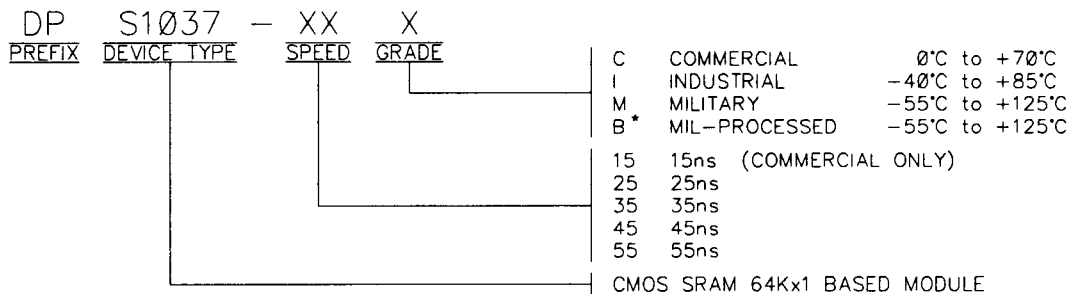 DP S1Ø37 - XX X
PREFIX DEVICE TYPE SPEED GRADE
C COMMERCIAL Ø°C to +7Ø°C
I INDUSTRIAL -4Ø°C to +85°C
M MILITARY -55°C to +125°C
B* MIL-PROCESSED -55°C to +125°C
15 15ns (COMMERCIAL ONLY)
25 25ns
35 35ns
45 45ns
55 55ns
CMOS SRAM 64Kx1 BASED MODULE